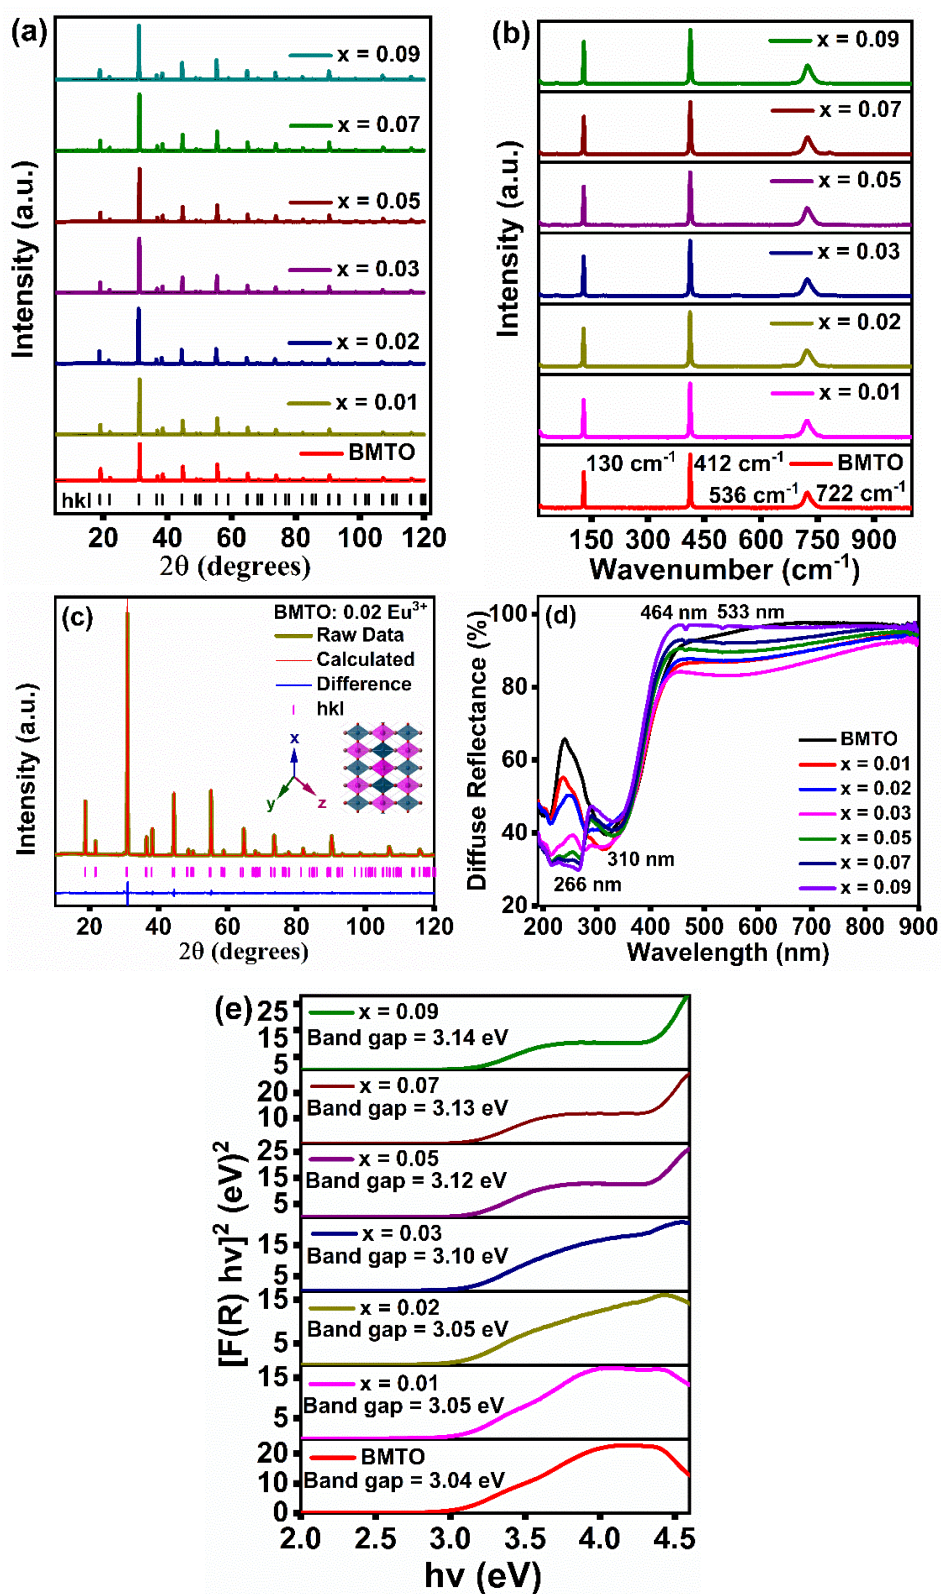 (a)
x = 0.09
x = 0.07
x = 0.05
x = 0.03
x = 0.02
x = 0.01
BMTO
hkl
Intensity (a.u.)
20 40 60 80 100 120
2θ (degrees)
(b)
x = 0.09
x = 0.07
x = 0.05
x = 0.03
x = 0.02
x = 0.01
130 cm⁻¹ 412 cm⁻¹ BMTO
536 cm⁻¹ 722 cm⁻¹
Intensity (a.u.)
150 300 450 600 750 900
Wavenumber (cm⁻¹)
(c)
BMTO: 0.02 Eu³⁺
Raw Data
Calculated
Difference
hkl
x
y
z
Intensity (a.u.)
20 40 60 80 100 120
2θ (degrees)
(d)
464 nm 533 nm
100
80
60
40
20
Diffuse Reflectance (%)
BMTO
x = 0.01
x = 0.02
x = 0.03
x = 0.05
x = 0.07
x = 0.09
310 nm
266 nm
200 300 400 500 600 700 800 900
Wavelength (nm)
(e)
25
15
5
x = 0.09
Band gap = 3.14 eV
20
10
x = 0.07
Band gap = 3.13 eV
25
15
5
x = 0.05
Band gap = 3.12 eV
15
5
x = 0.03
Band gap = 3.10 eV
15
5
x = 0.02
Band gap = 3.05 eV
15
5
x = 0.01
Band gap = 3.05 eV
20
10
0
BMTO
Band gap = 3.04 eV
[F(R) hν]² (eV)²
2.0 2.5 3.0 3.5 4.0 4.5
hν (eV)